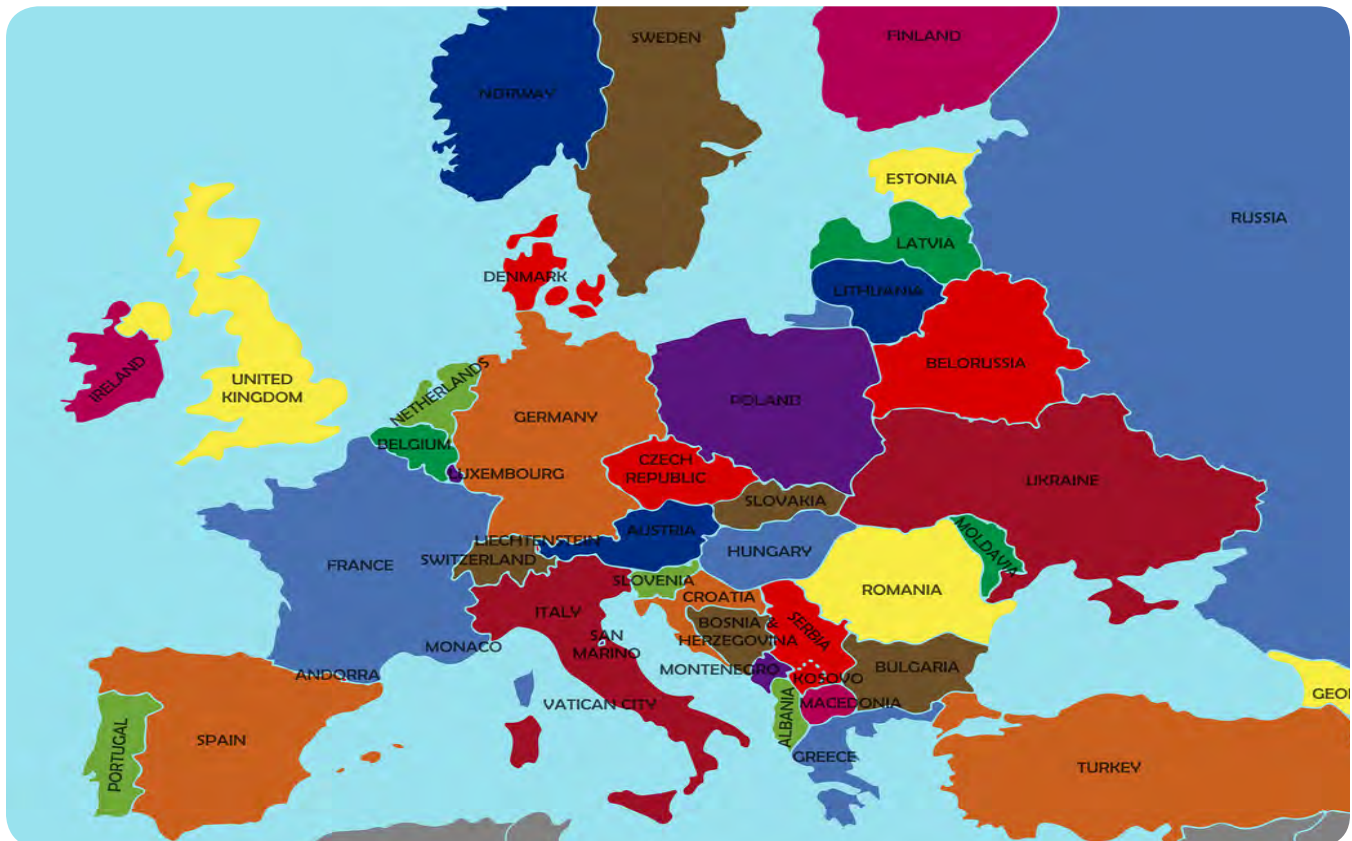 SWEDEN
FINLAND
NORWAY
ESTONIA
RUSSIA
LATVIA
DENMARK
LITHUANIA
BELORUSSIA
IRELAND
UNITED
KINGDOM
NETHERLANDS
POLAND
GERMANY
BELGIUM
CZECH
REPUBLIC
LUXEMBOURG
UKRAINE
SLOVAKIA
AUSTRIA
LIECHTENSTEIN
SWITZERLAND
HUNGARY
MOLDAVIA
FRANCE
SLOVENIA
ROMANIA
CROATIA
ITALY
BOSNIA &
HERZEGOVINA
SERBIA
SAN
MARINO
MONACO
MONTENEGRO
BULGARIA
ANDORRA
KOSOVO
GEO
VATICAN CITY
MACEDONIA
ALBANIA
PORTUGAL
SPAIN
GREECE
TURKEY